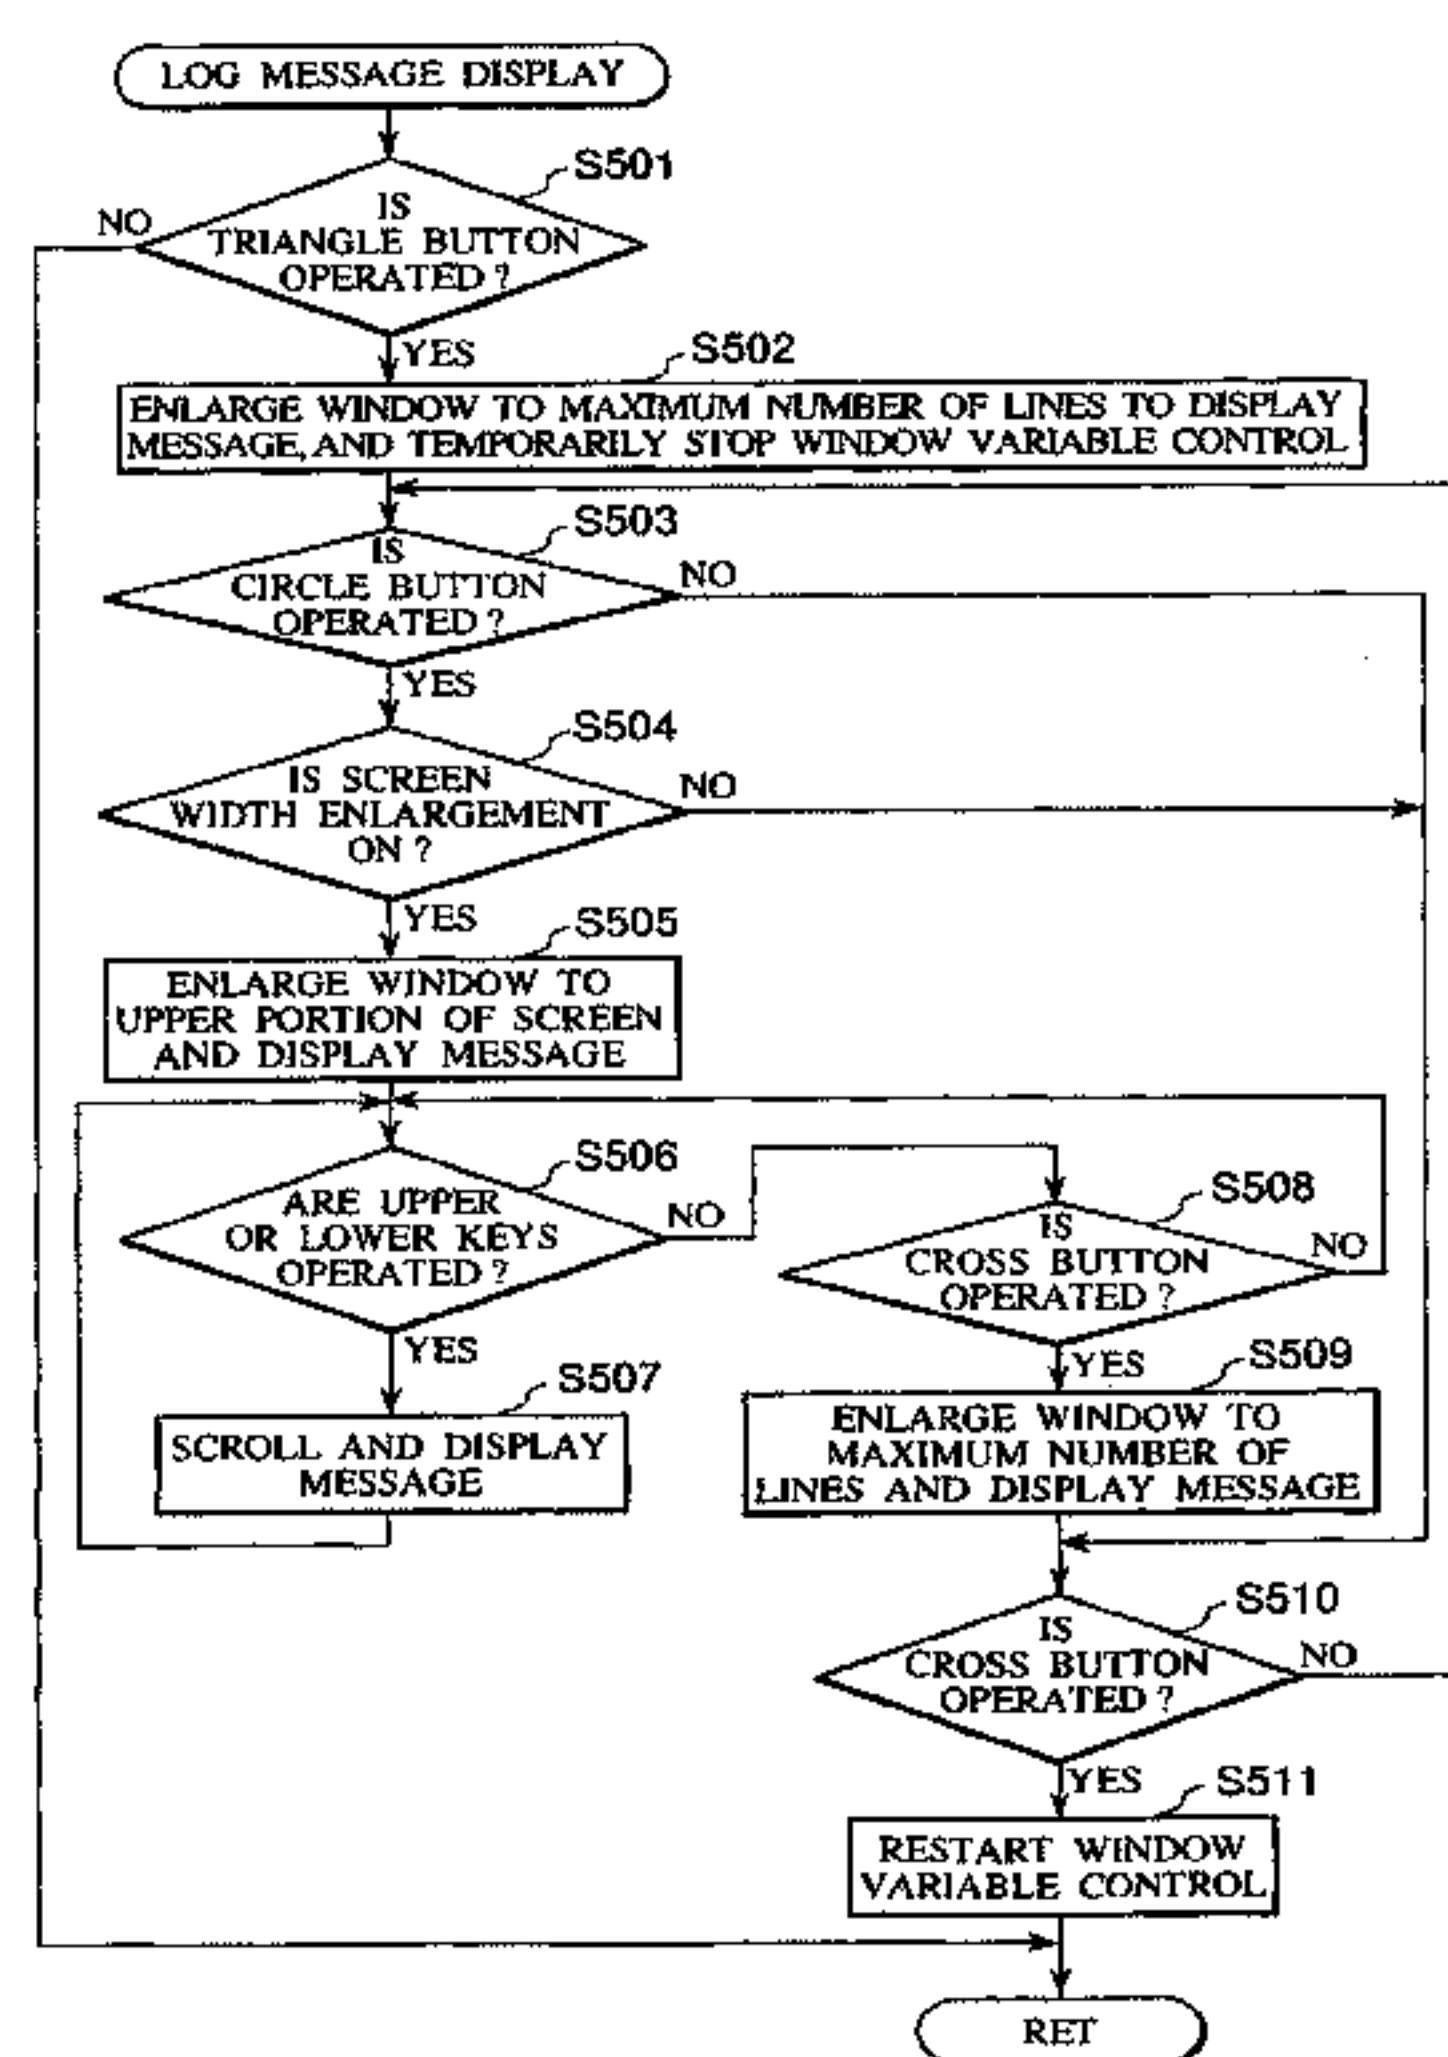 LOG MESSAGE DISPLAY
S501
NO
IS
TRIANGLE BUTTON
OPERATED?
YES
S502
ENLARGE WINDOW TO MAXIMUM NUMBER OF LINES TO DISPLAY
MESSAGE, AND TEMPORARILY STOP WINDOW VARIABLE CONTROL
S503
IS
CIRCLE BUTTON
OPERATED?
NO
YES
S504
IS SCREEN
WIDTH ENLARGEMENT
ON?
NO
YES
S505
ENLARGE WINDOW TO
UPPER PORTION OF SCREEN
AND DISPLAY MESSAGE
S506
ARE UPPER
OR LOWER KEYS
OPERATED?
NO
YES
S507
SCROLL AND DISPLAY
MESSAGE
S508
IS
CROSS BUTTON
OPERATED?
NO
YES
S509
ENLARGE WINDOW TO
MAXIMUM NUMBER OF
LINES AND DISPLAY MESSAGE
S510
IS
CROSS BUTTON
OPERATED?
NO
YES
S511
RESTART WINDOW
VARIABLE CONTROL
RET